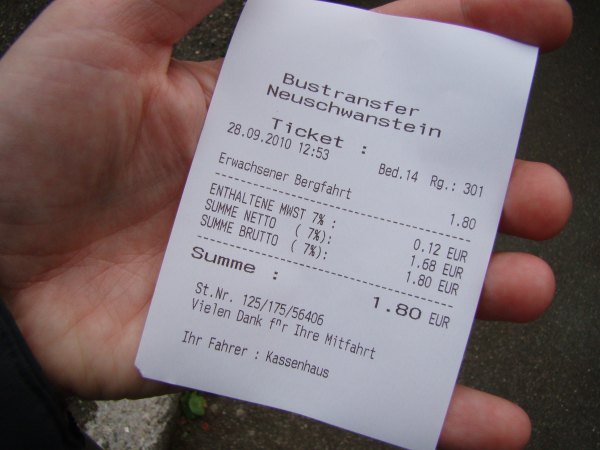 Bustransfer
Neuschwanstein
Ticket :
28.09.2010 12:53 Bed.14 Rg.: 301
Erwachsener Bergfahrt 1.80
ENTHALTENE MWST 7% : 0.12 EUR
SUMME NETTO ( 7%): 1.68 EUR
SUMME BRUTTO ( 7%): 1.80 EUR
Summe : 1.80 EUR
St.Nr. 125/175/56406
Vielen Dank fⁿr Ihre Mitfahrt
Ihr Fahrer : Kassenhaus